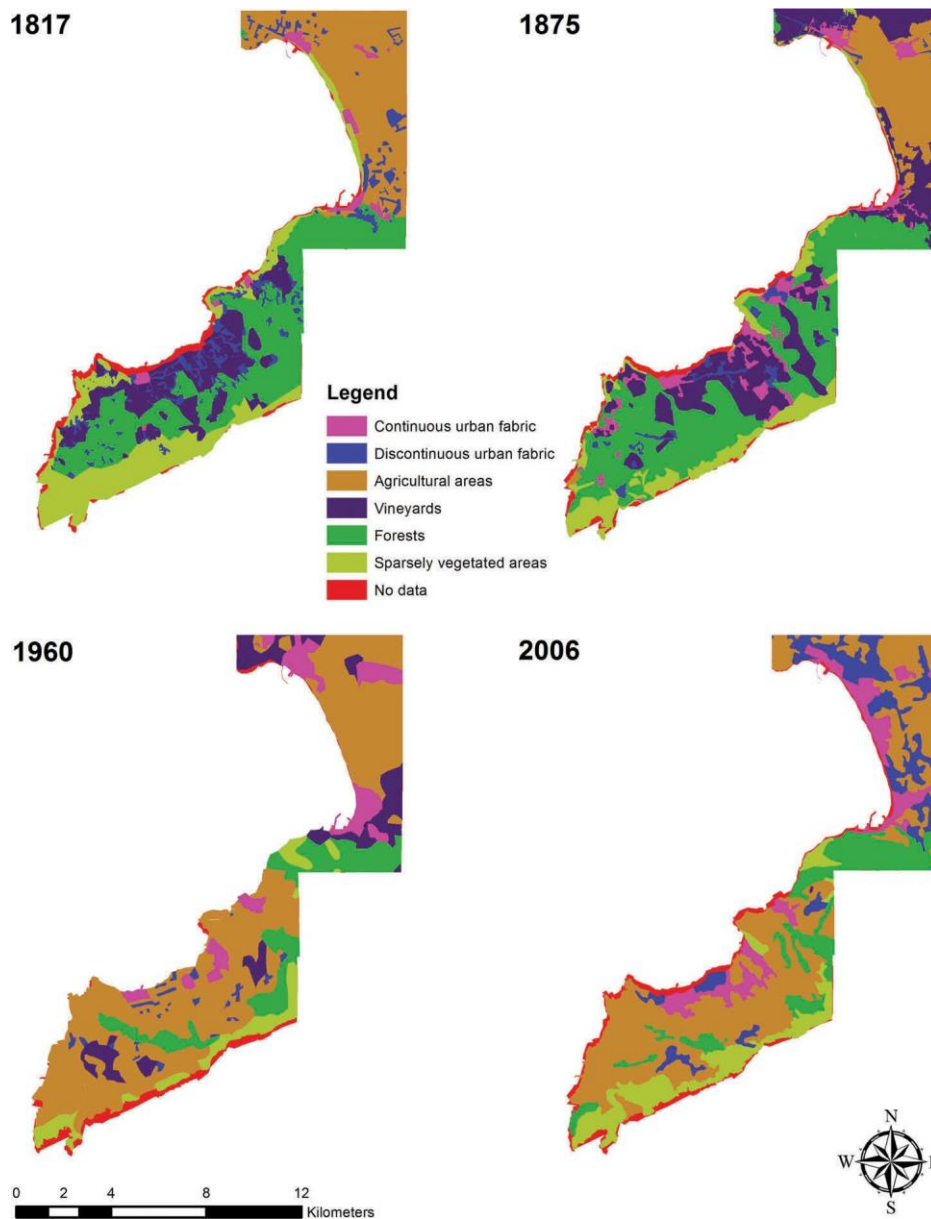 1817
1875
Legend
Continuous urban fabric
Discontinuous urban fabric
Agricultural areas
Vineyards
Forests
Sparsely vegetated areas
No data
1960
2006
N
W
S
0 2 4 8 12
Kilometers